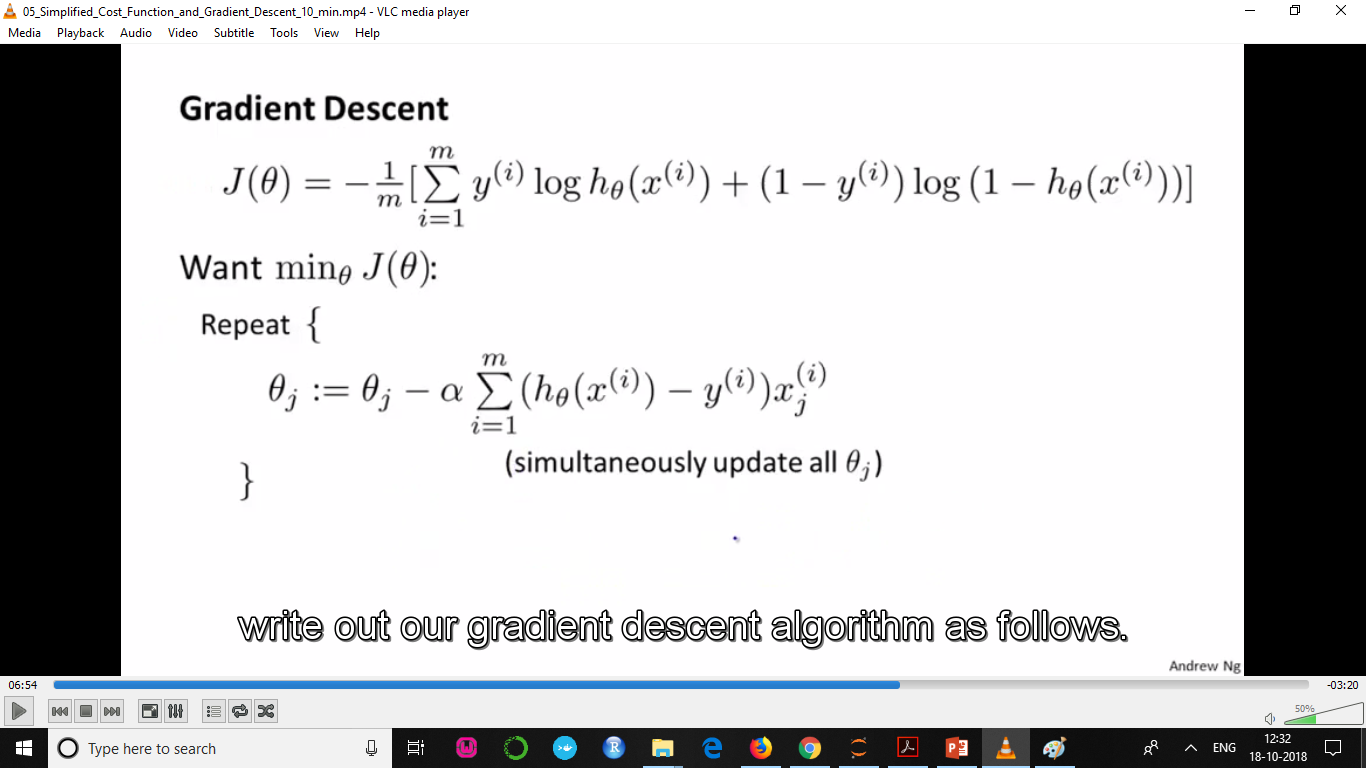 05_Simplified_Cost_Function_and_Gradient_Descent_10_min.mp4 - VLC media player
Media Playback Audio Video Subtitle Tools View Help
Gradient Descent
J(θ) = −1/m[∑_{i=1}^{m} y^{(i)} log h_θ(x^{(i)}) + (1 − y^{(i)}) log (1 − h_θ(x^{(i)}))]
Want min_θ J(θ):
Repeat {
θ_j := θ_j − α ∑_{i=1}^{m} (h_θ(x^{(i)}) − y^{(i)})x_j^{(i)}
(simultaneously update all θ_j)
}
write out our gradient descent algorithm as follows.
Andrew Ng
06:54
-03:20
50%
Type here to search
ENG
12:32
18-10-2018